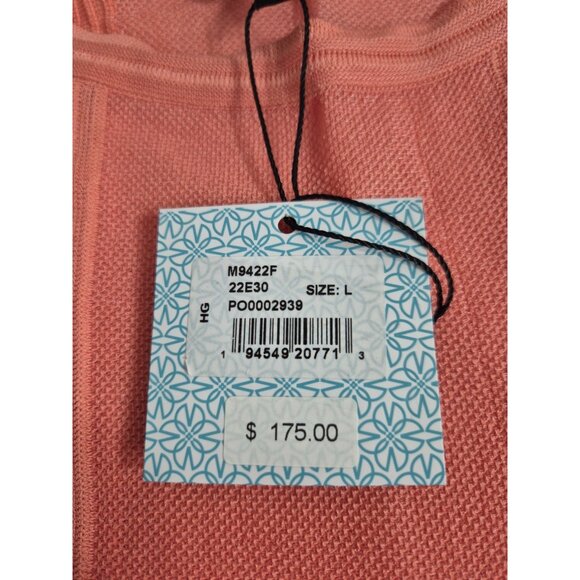 M9422F
22E30 SIZE: L
HG
PO0002939
1 94549 20771 3
$ 175.00